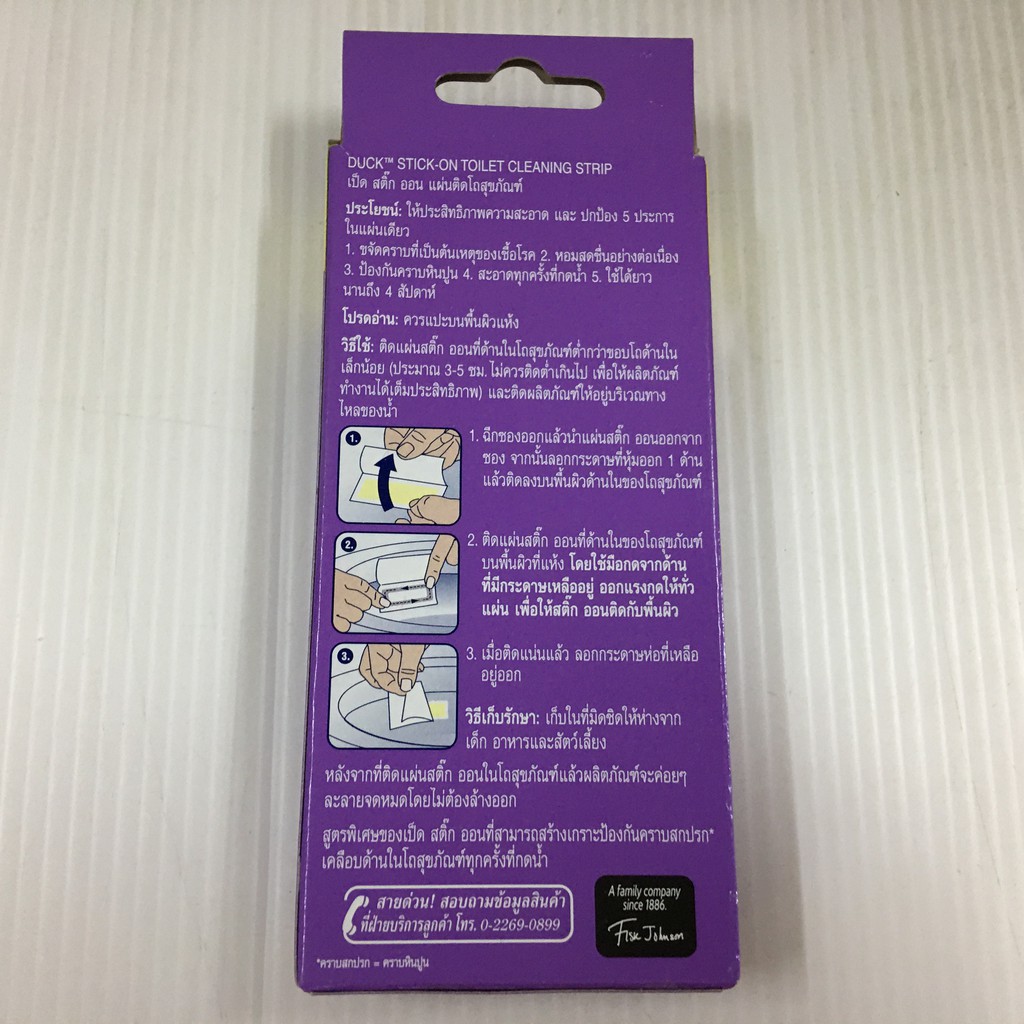 DUCK™ STICK-ON TOILET CLEANING STRIP
เป็ด สติ๊ก ออน แผ่นติดโถสุขภัณฑ์
ประโยชน์: ให้ประสิทธิภาพความสะอาด และ ปกป้อง 5 ประการ
ในแผ่นเดียว
1. ขจัดคราบที่เป็นต้นเหตุของเชื้อโรค 2. หอมสดชื่นอย่างต่อเนื่อง
3. ป้องกันคราบหินปูน 4. สะอาดทุกครั้งที่กดน้ำ 5. ใช้ได้ยาว
นานถึง 4 สัปดาห์
โปรดอ่าน: ควรแปะบนพื้นผิวแห้ง
วิธีใช้: ติดแผ่นสติ๊ก ออนที่ด้านในโถสุขภัณฑ์ต่ำกว่าขอบโถด้านใน
เล็กน้อย (ประมาณ 3-5 ซม. ไม่ควรติดต่ำเกินไป เพื่อให้ผลิตภัณฑ์
ทำงานได้เต็มประสิทธิภาพ) และติดผลิตภัณฑ์ให้อยู่บริเวณทาง
ไหลของน้ำ
1.
1. ฉีกซองออกแล้วนำแผ่นสติ๊ก ออนออกจาก
ซอง จากนั้นลอกกระดาษที่หุ้มออก 1 ด้าน
แล้วติดลงบนพื้นผิวด้านในของโถสุขภัณฑ์
2.
2. ติดแผ่นสติ๊ก ออนที่ด้านในของโถสุขภัณฑ์
บนพื้นผิวที่แห้ง โดยใช้มือกดจากด้าน
ที่มีกระดาษเหลืออยู่ ออกแรงกดให้ทั่ว
แผ่น เพื่อให้สติ๊ก ออนติดกับพื้นผิว
3.
3. เมื่อติดแน่นแล้ว ลอกกระดาษห่อที่เหลือ
อยู่ออก
วิธีเก็บรักษา: เก็บในที่มิดชิดให้ห่างจาก
เด็ก อาหารและสัตว์เลี้ยง
หลังจากที่ติดแผ่นสติ๊ก ออนในโถสุขภัณฑ์แล้วผลิตภัณฑ์จะค่อยๆ
ละลายจดหมดโดยไม่ต้องล้างออก
สูตรพิเศษของเป็ด สติ๊ก ออนที่สามารถสร้างเกราะป้องกันคราบสกปรก*
เคลือบด้านในโถสุขภัณฑ์ทุกครั้งที่กดน้ำ
สายด่วน! สอบถามข้อมูลสินค้า
ที่ฝ่ายบริการลูกค้า โทร. 0-2269-0899
A family company
since 1886.
Fisk Johnson
*คราบสกปรก = คราบหินปูน